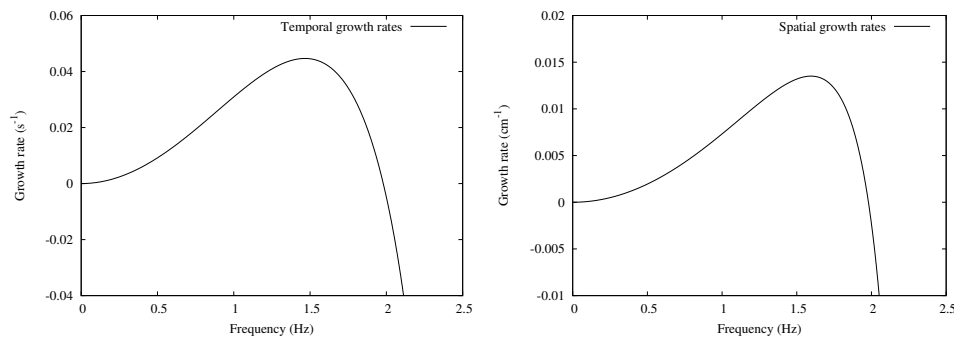 Temporal growth rates
Growth rate (s⁻¹)
0.06
0.04
0.02
0
-0.02
-0.04
0 0.5 1 1.5 2 2.5
Frequency (Hz)
Spatial growth rates
Growth rate (cm⁻¹)
0.02
0.015
0.01
0.005
0
-0.005
-0.01
0 0.5 1 1.5 2 2.5
Frequency (Hz)